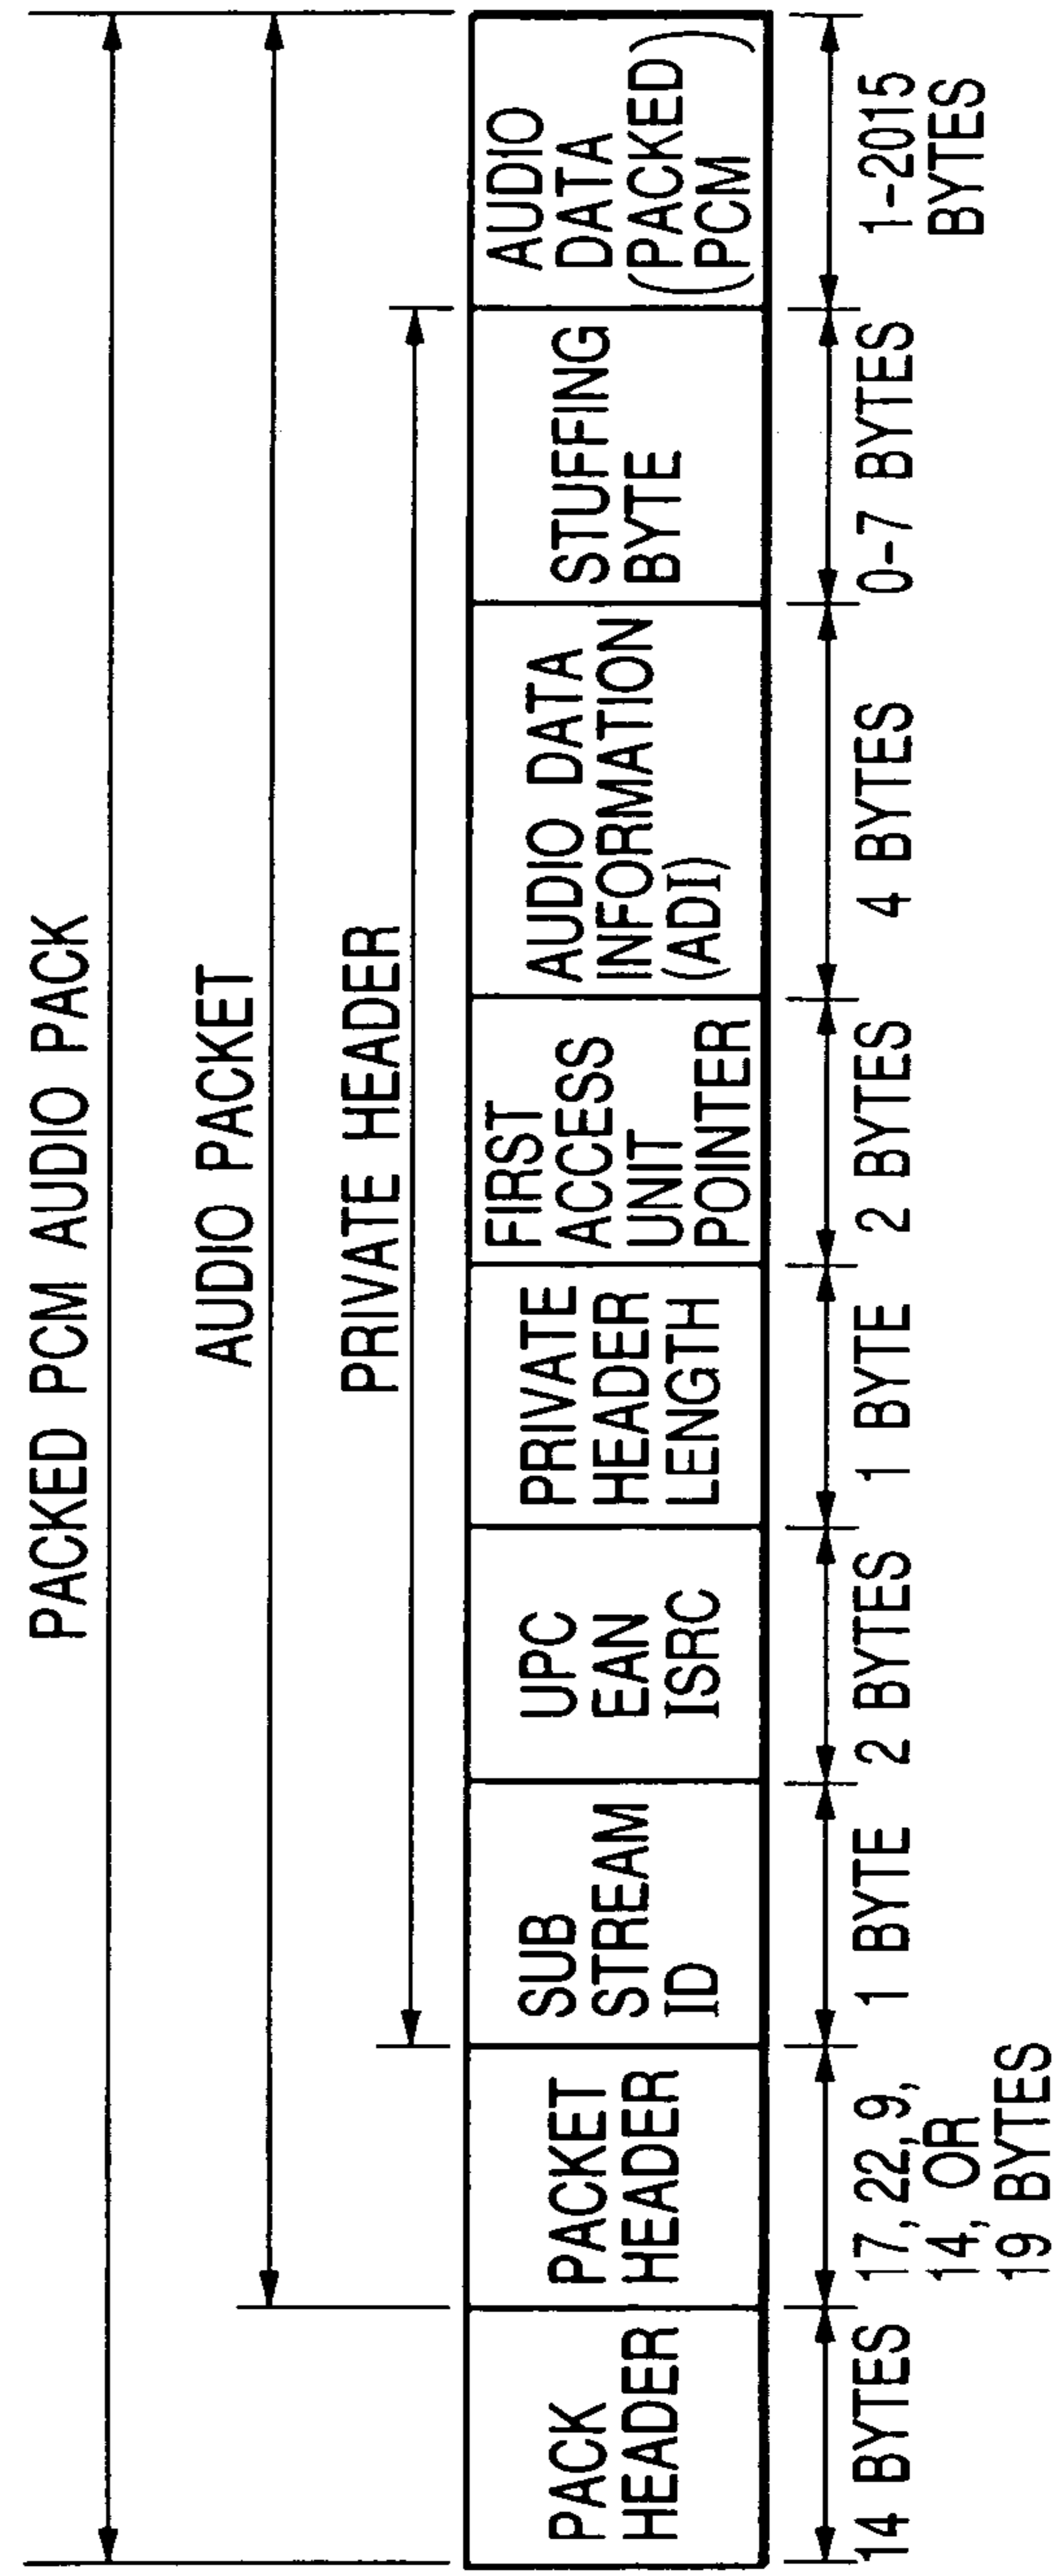 PACKED PCM AUDIO PACK
AUDIO PACKET
PRIVATE HEADER
PACK
HEADER
PACKET
HEADER
SUB
STREAM
ID
UPC
EAN
ISRC
PRIVATE
HEADER
LENGTH
FIRST
ACCESS
UNIT
POINTER
AUDIO DATA
INFORMATION
(ADI)
STUFFING
BYTE
AUDIO
DATA
(PACKED
PCM)
14 BYTES
17, 22, 9,
14, OR
19 BYTES
1 BYTE
2 BYTES
1 BYTE
2 BYTES
4 BYTES
0-7 BYTES
1-2015
BYTES